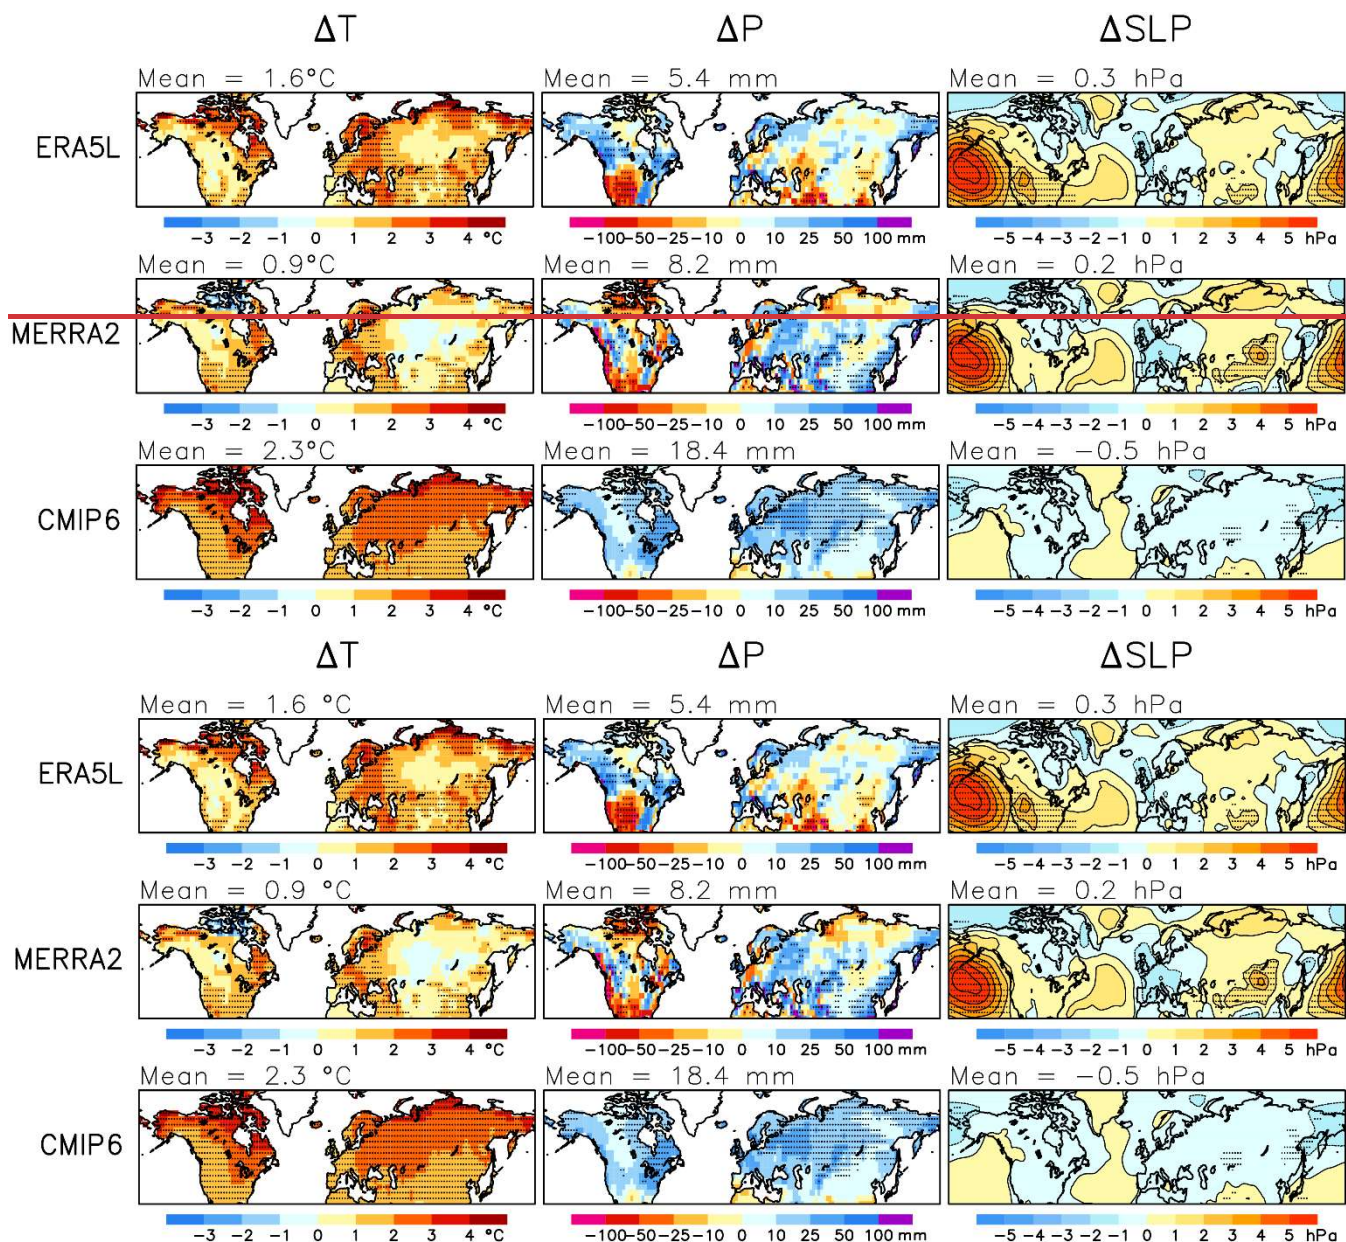 ΔT ΔP ΔSLP
Mean = 1.6°C Mean = 5.4 mm Mean = 0.3 hPa
ERA5L
-3 -2 -1 0 1 2 3 4 °C -100-50-25-10 0 10 25 50 100 mm -5 -4 -3 -2 -1 0 1 2 3 4 5 hPa
Mean = 0.9°C Mean = 8.2 mm Mean = 0.2 hPa
MERRA2
-3 -2 -1 0 1 2 3 4 °C -100-50-25-10 0 10 25 50 100 mm -5 -4 -3 -2 -1 0 1 2 3 4 5 hPa
Mean = 2.3°C Mean = 18.4 mm Mean = -0.5 hPa
CMIP6
-3 -2 -1 0 1 2 3 4 °C -100-50-25-10 0 10 25 50 100 mm -5 -4 -3 -2 -1 0 1 2 3 4 5 hPa
ΔT ΔP ΔSLP
Mean = 1.6 °C Mean = 5.4 mm Mean = 0.3 hPa
ERA5L
-3 -2 -1 0 1 2 3 4 °C -100-50-25-10 0 10 25 50 100 mm -5 -4 -3 -2 -1 0 1 2 3 4 5 hPa
Mean = 0.9 °C Mean = 8.2 mm Mean = 0.2 hPa
MERRA2
-3 -2 -1 0 1 2 3 4 °C -100-50-25-10 0 10 25 50 100 mm -5 -4 -3 -2 -1 0 1 2 3 4 5 hPa
Mean = 2.3 °C Mean = 18.4 mm Mean = -0.5 hPa
CMIP6
-3 -2 -1 0 1 2 3 4 °C -100-50-25-10 0 10 25 50 100 mm -5 -4 -3 -2 -1 0 1 2 3 4 5 hPa